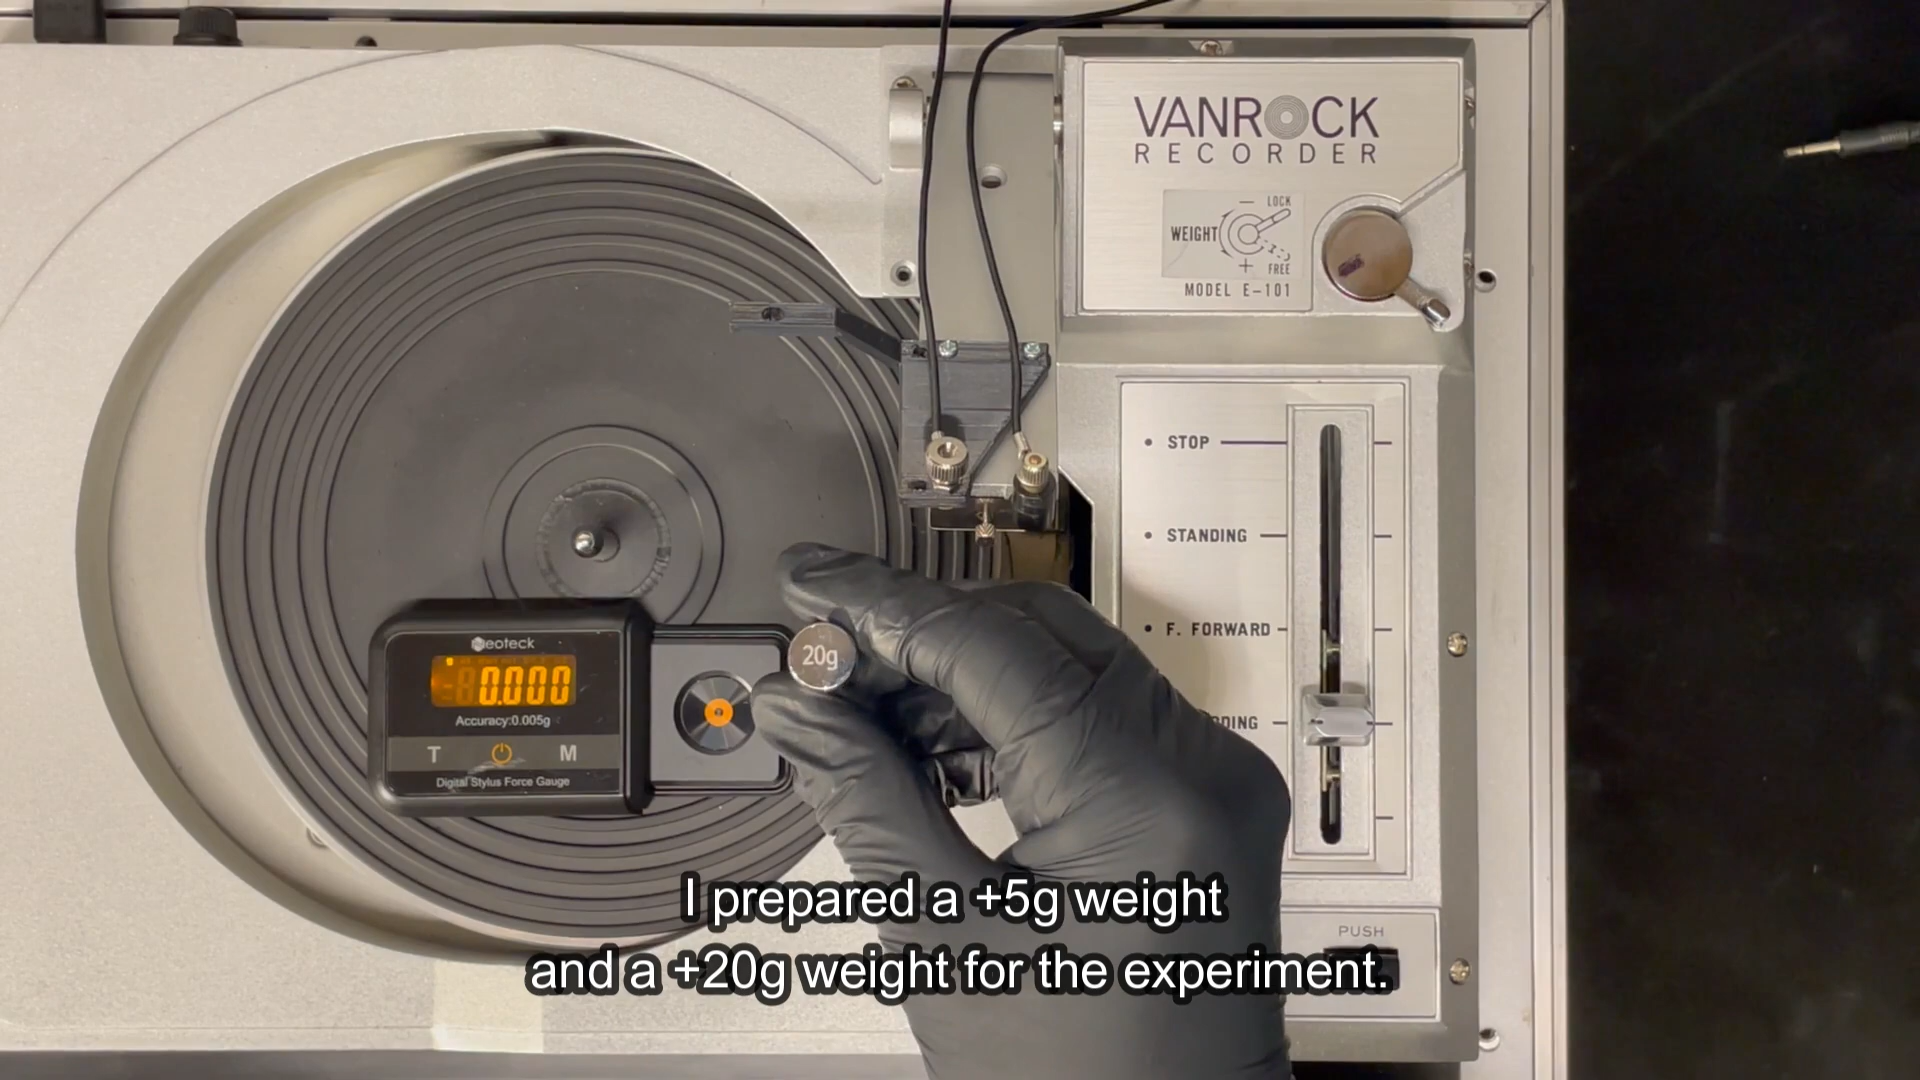 VANROCK
RECORDER
LOCK
WEIGHT
FREE
MODEL E-101
STOP
STANDING
F. FORWARD
neoteck
0.000
Accuracy:0.005g
T M
Digital Stylus Force Gauge
20g
PUSH
I prepared a +5g weight
and a +20g weight for the experiment.